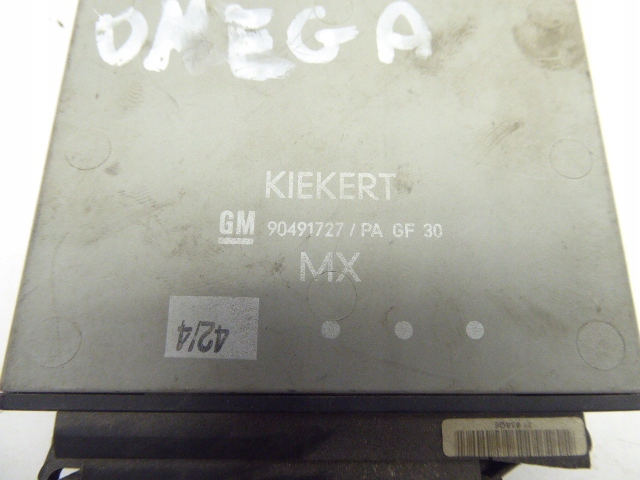 OMEGA
KIEKERT
GM 90491727 / PA GF 30
MX
42/4